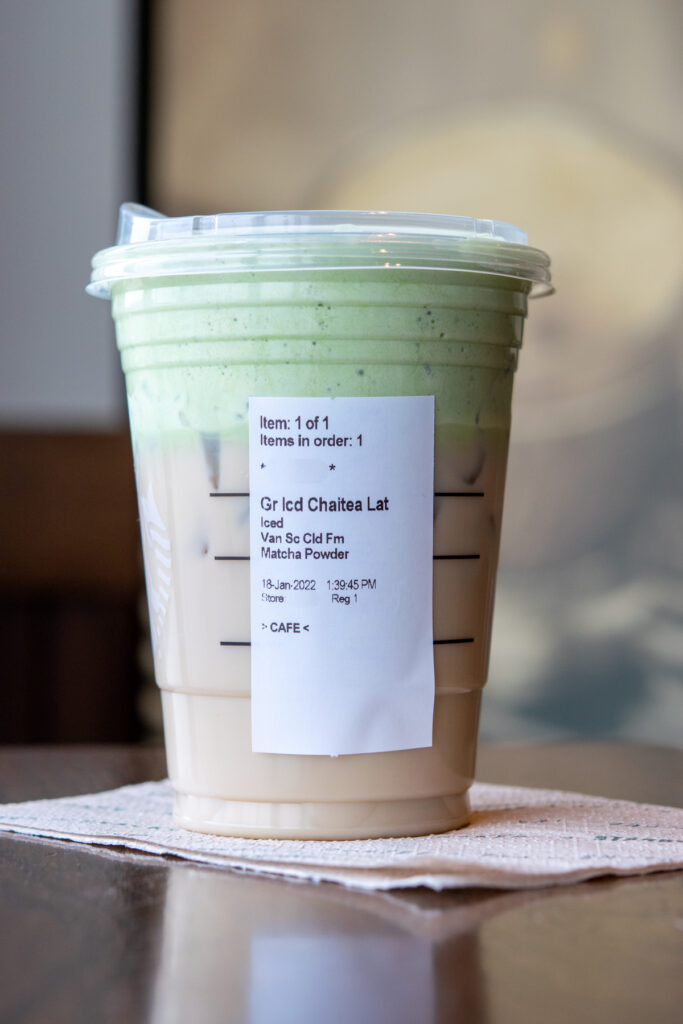 Item: 1 of 1
Items in order: 1
* *
Gr Icd Chaitea Lat
Iced
Van Sc Cld Fm
Matcha Powder
18-Jan-2022 1:39:45 PM
Store: Reg 1
> CAFE <